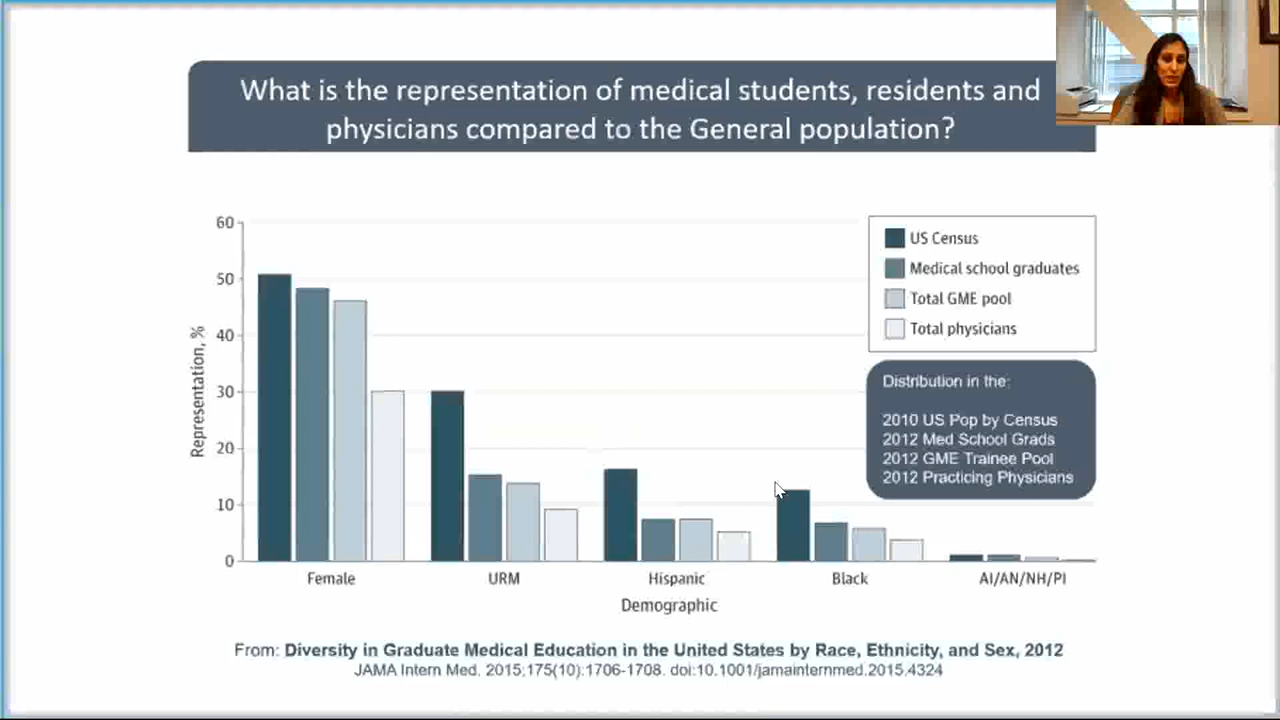 What is the representation of medical students, residents and
physicians compared to the General population?
60
50
40
30
20
10
0
Representation, %
US Census
Medical school graduates
Total GME pool
Total physicians
Distribution in the:
2010 US Pop by Census
2012 Med School Grads
2012 GME Trainee Pool
2012 Practicing Physicians
Female
URM
Hispanic
Black
AI/AN/NH/PI
Demographic
From: Diversity in Graduate Medical Education in the United States by Race, Ethnicity, and Sex, 2012
JAMA Intern Med. 2015;175(10):1706-1708. doi:10.1001/jamainternmed.2015.4324